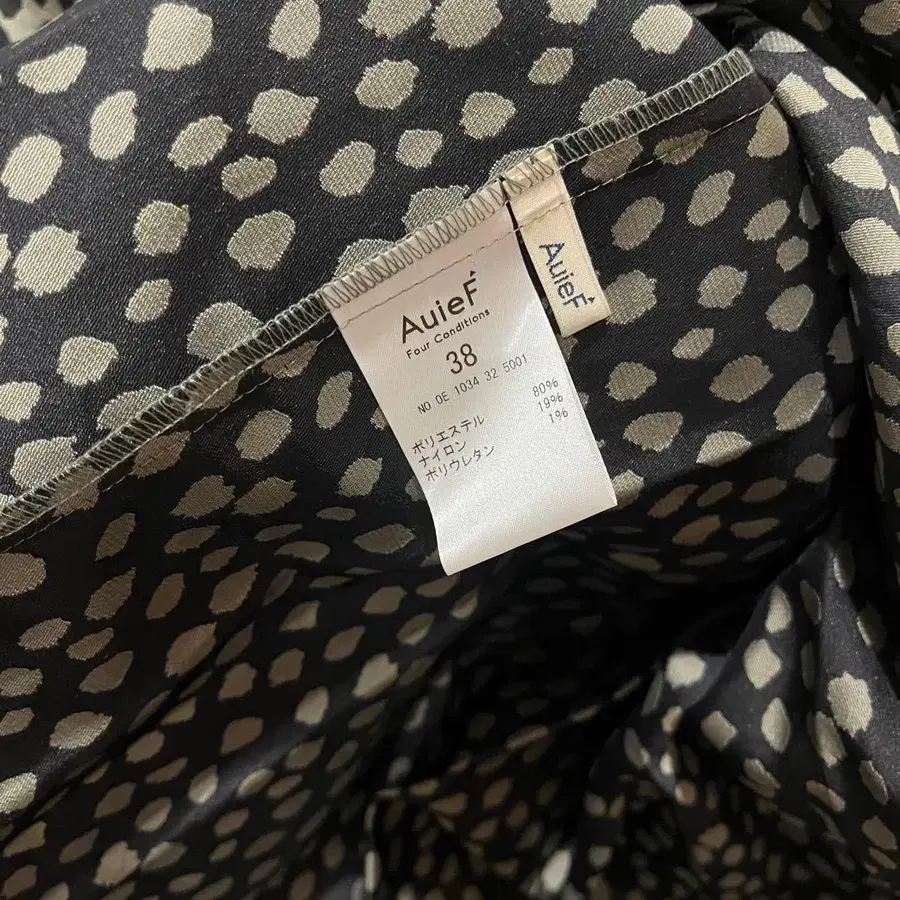 AuieF
Four Conditions
38
NO 0E 1034 32 5001
ポリエステル 80%
ナイロン 19%
ポリウレタン 1%
AuieF